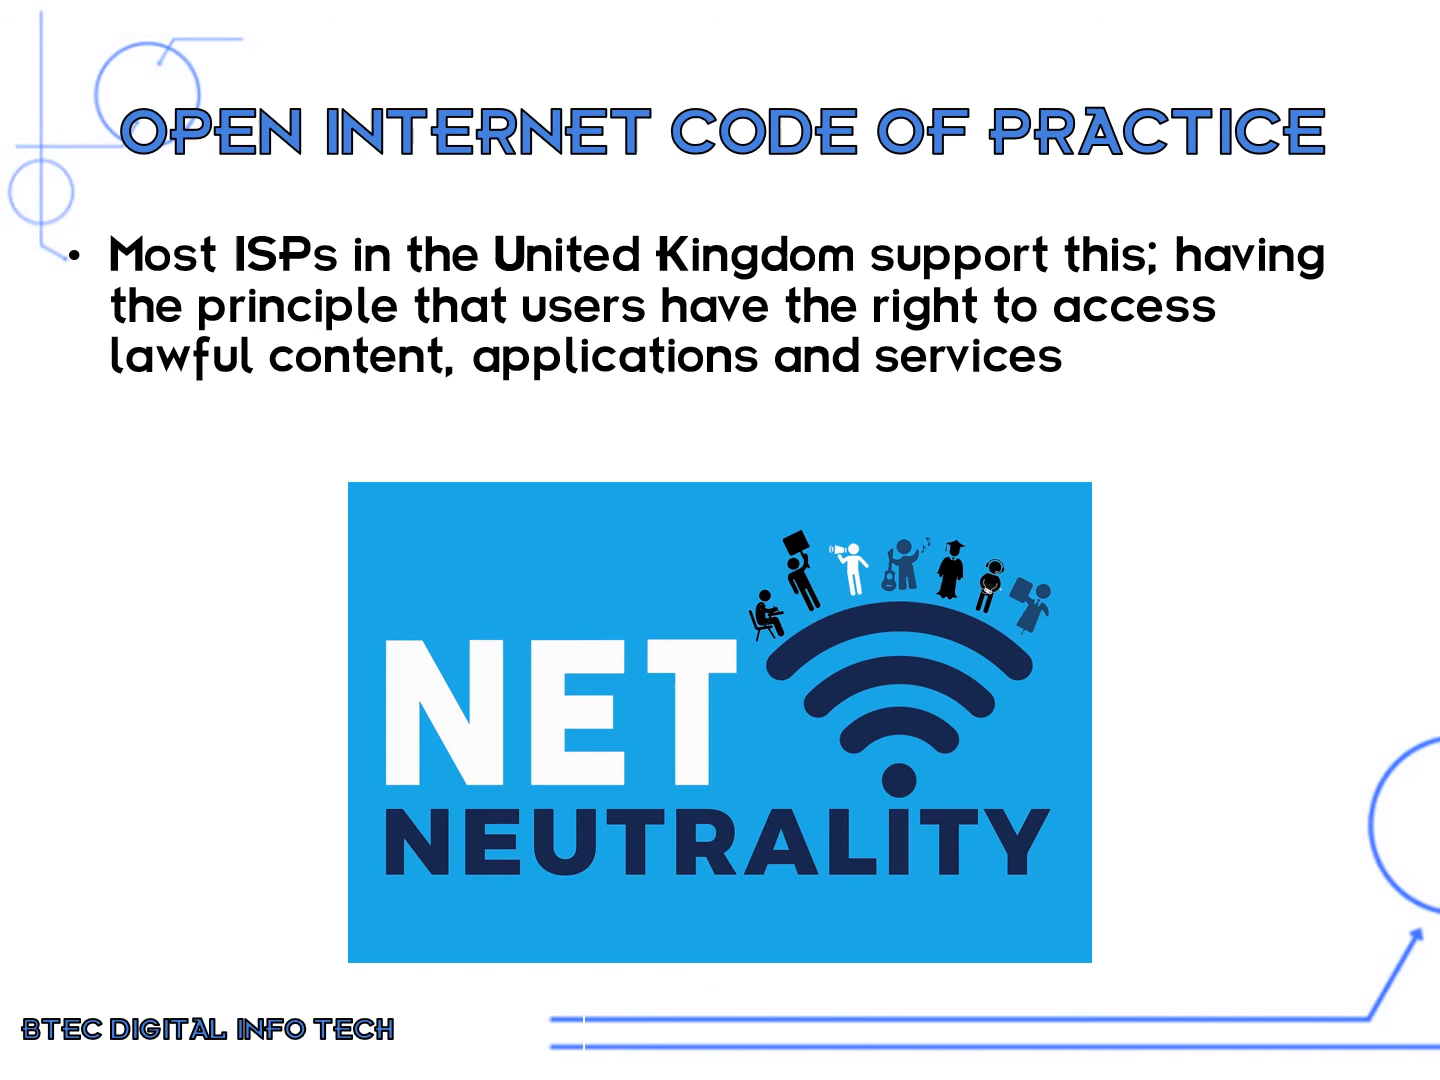 OPEN INTERNET CODE OF PRACTICE
• Most ISPs in the United Kingdom support this; having
the principle that users have the right to access
lawful content, applications and services
NET
NEUTRALITY
BTEC DIGITAL INFO TECH